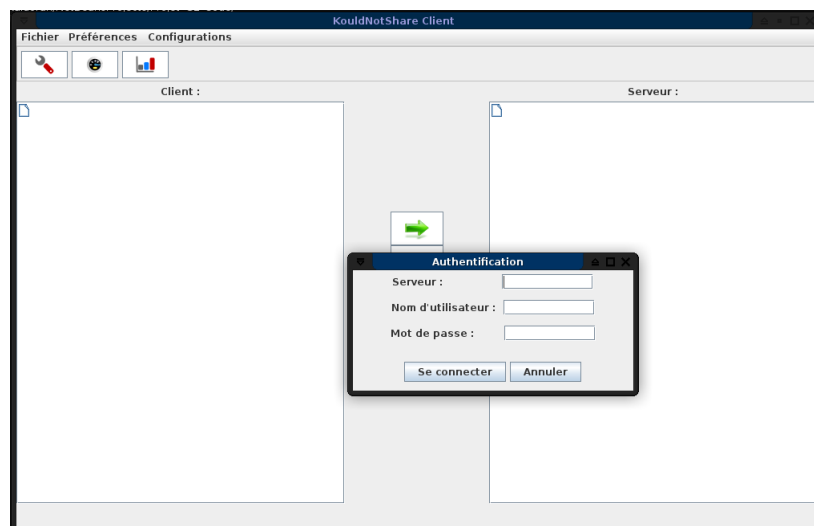 KouldNotShare Client
Fichier Préférences Configurations
Client :
Serveur :
Authentification
Serveur :
Nom d'utilisateur :
Mot de passe :
Se connecter Annuler